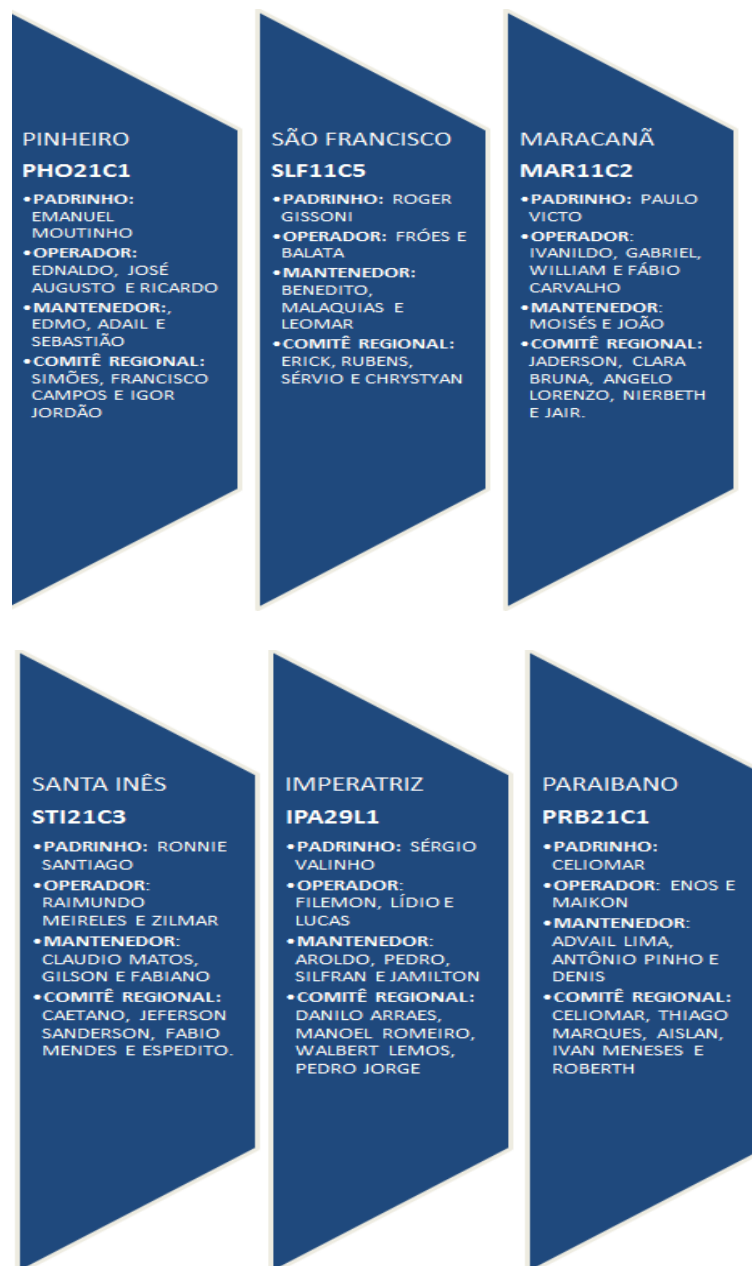 PINHEIRO
PHO21C1
•PADRINHO:
EMANUEL
MOUTINHO
•OPERADOR:
EDNALDO, JOSÉ
AUGUSTO E RICARDO
•MANTENEDOR:,
EDMO, ADAIL E
SEBASTIÃO
•COMITÊ REGIONAL:
SIMÕES, FRANCISCO
CAMPOS E IGOR
JORDÃO
SÃO FRANCISCO
SLF11C5
•PADRINHO: ROGER
GISSONI
•OPERADOR: FRÓES E
BALATA
•MANTENEDOR:
BENEDITO,
MALAQUIAS E
LEOMAR
•COMITÊ REGIONAL:
ERICK, RUBENS,
SÉRVIO E CHRYSTYAN
MARACANÃ
MAR11C2
•PADRINHO: PAULO
VICTO
•OPERADOR:
IVANILDO, GABRIEL,
WILLIAM E FÁBIO
CARVALHO
•MANTENEDOR:
MOISÉS E JOÃO
•COMITÊ REGIONAL:
JADERSON, CLARA
BRUNA, ANGELO
LORENZO, NIERBETH
E JAIR.
SANTA INÊS
STI21C3
•PADRINHO: RONNIE
SANTIAGO
•OPERADOR:
RAIMUNDO
MEIRELES E ZILMAR
•MANTENEDOR:
CLAUDIO MATOS,
GILSON E FABIANO
•COMITÊ REGIONAL:
CAETANO, JEFERSON
SANDERSON, FABIO
MENDES E ESPEDITO.
IMPERATRIZ
IPA29L1
•PADRINHO: SÉRGIO
VALINHO
•OPERADOR:
FILEMON, LÍDIO E
LUCAS
•MANTENEDOR:
AROLDO, PEDRO,
SILFRAN E JAMILTON
•COMITÊ REGIONAL:
DANILO ARRAES,
MANOEL ROMEIRO,
WALBERT LEMOS,
PEDRO JORGE
PARAIBANO
PRB21C1
•PADRINHO:
CELIOMAR
•OPERADOR: ENOS E
MAIKON
•MANTENEDOR:
ADVAIL LIMA,
ANTÔNIO PINHO E
DENIS
•COMITÊ REGIONAL:
CELIOMAR, THIAGO
MARQUES, AISLAN,
IVAN MENESES E
ROBERTH